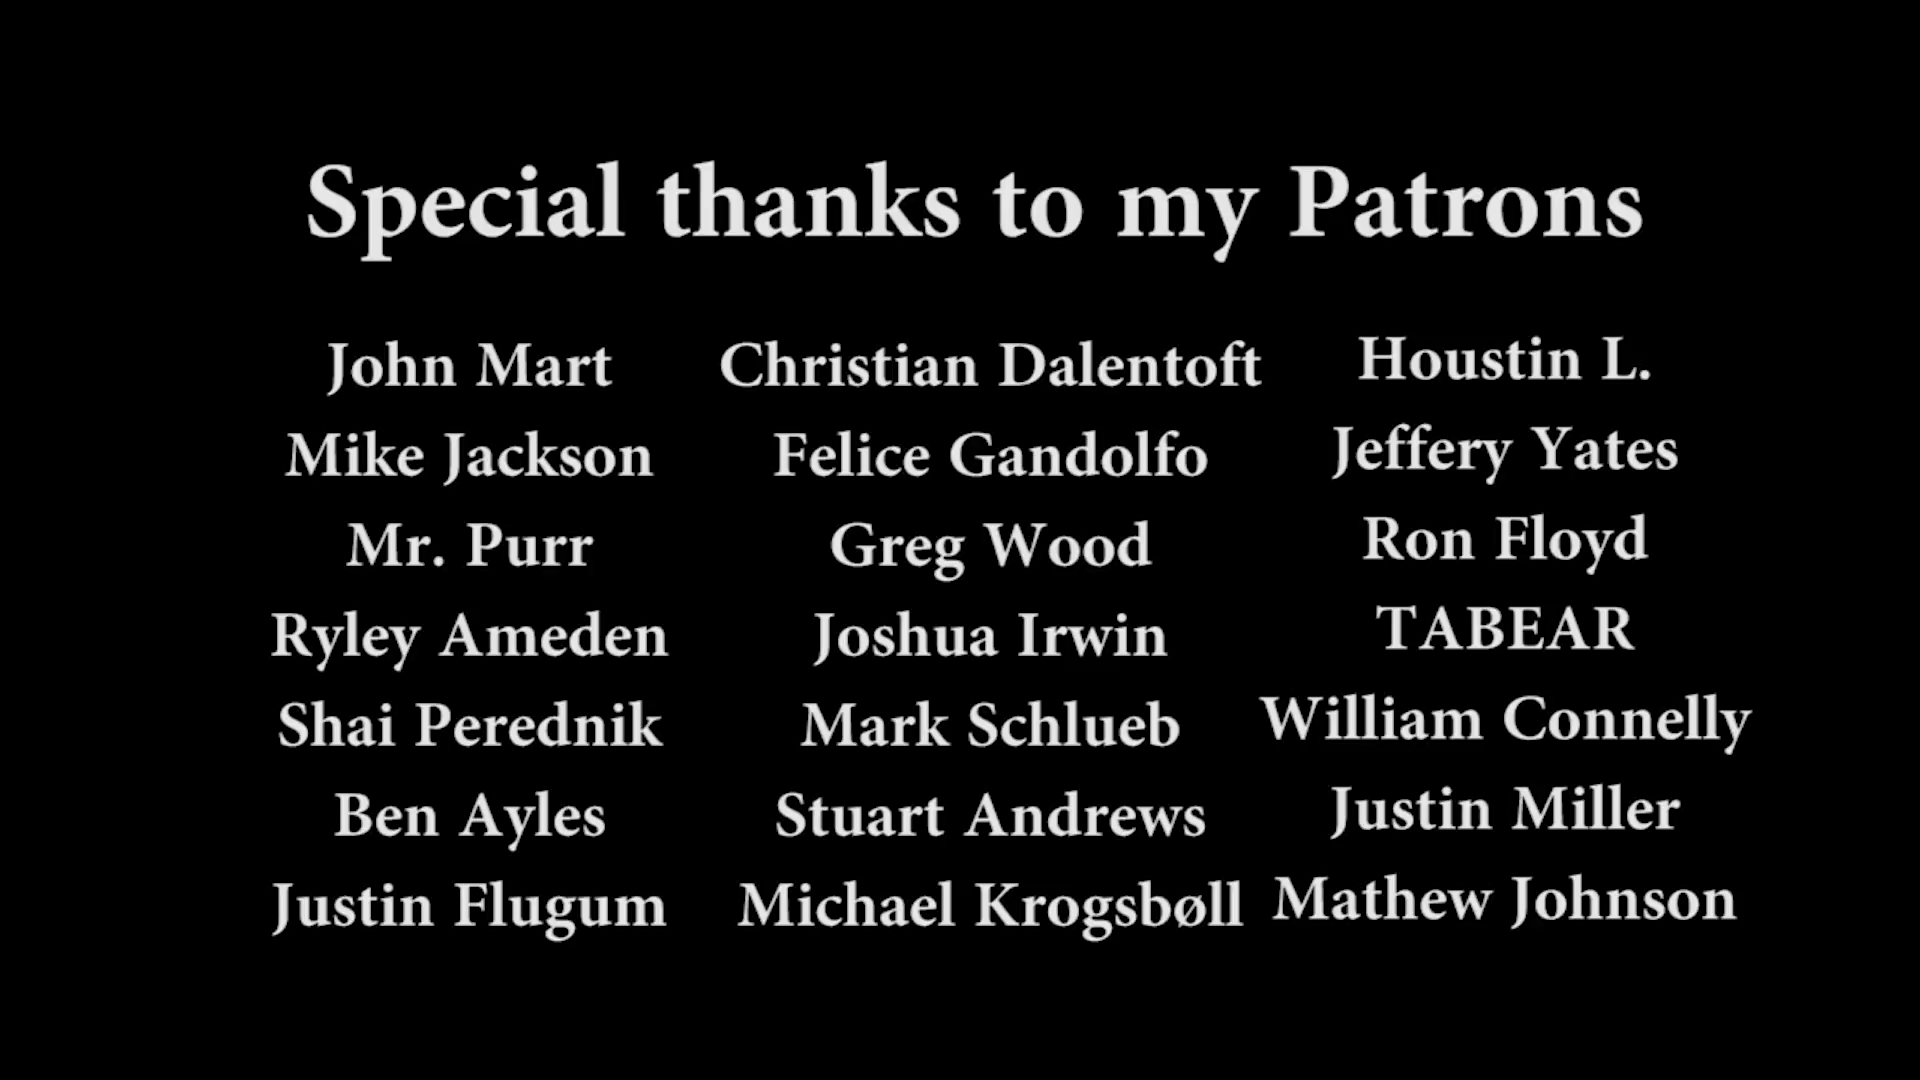 Special thanks to my Patrons
John Mart
Mike Jackson
Mr. Purr
Ryley Ameden
Shai Perednik
Ben Ayles
Justin Flugum
Christian Dalentoft
Felice Gandolfo
Greg Wood
Joshua Irwin
Mark Schlueb
Stuart Andrews
Michael Krogsbøll
Houstin L.
Jeffery Yates
Ron Floyd
TABEAR
William Connelly
Justin Miller
Mathew Johnson